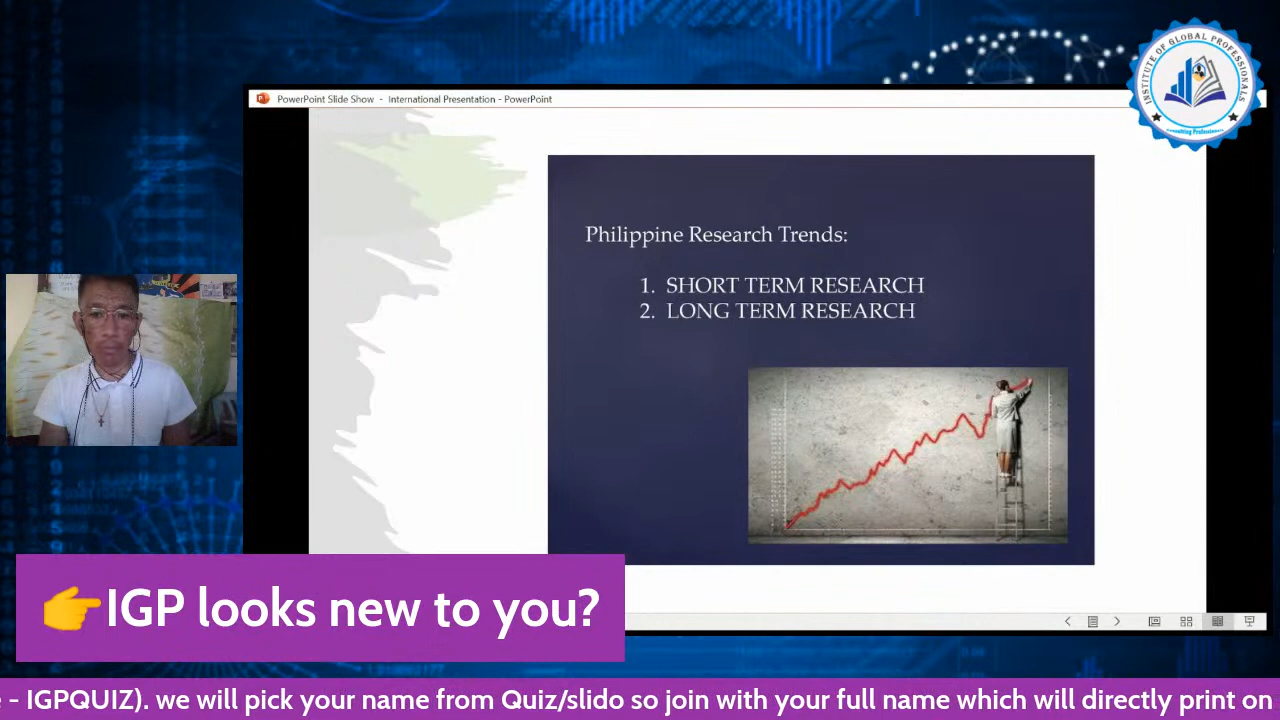 INSTITUTE OF GLOBAL PROFESSIONALS
Consulting Professionals
PowerPoint Slide Show - International Presentation - PowerPoint
Philippine Research Trends:
1. SHORT TERM RESEARCH
2. LONG TERM RESEARCH
👉IGP looks new to you?
- IGPQUIZ). we will pick your name from Quiz/slido so join with your full name which will directly print on